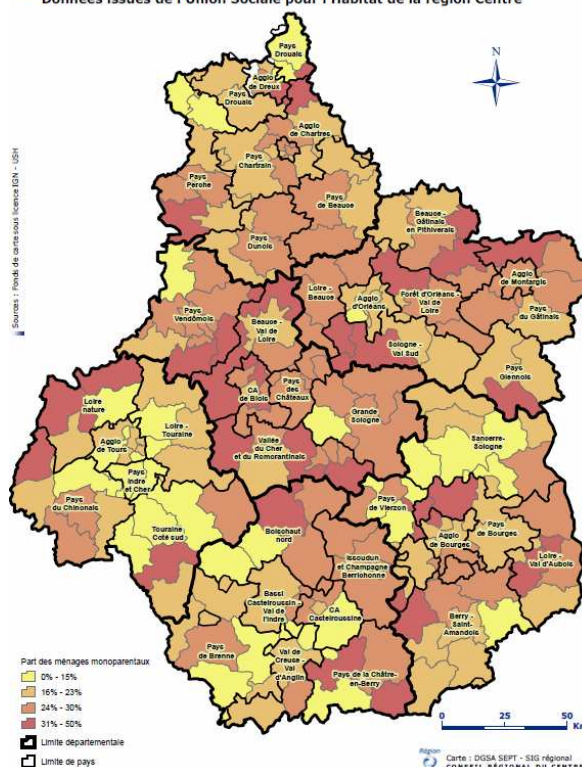 Données issues de l'Union Sociale pour l'Habitat de la région Centre
Pays
Drouais
N
Agglo
de Dreux
Pays
Drouais
Agglo
de Chartres
Pays
Chartrain
Pays
Perche
Pays
de Beauce
Beauce -
Gâtinais
en Pithiverais
Pays
Dunois
Sources : Fonds de carte sous licence IGN - USH
Loire -
Beauce
Agglo
d'Orléans
Forêt d'Orléans -
Val de
Loire
Agglo
de Montargis
Pays
du Gâtinais
Pays
Vendômois
Beauce -
Val de
Loire
Sologne -
Val Sud
Pays
Giennois
Loire
nature
CA
de Blois
Pays
des
Châteaux
Grande
Sologne
Loire -
Touraine
Agglo
de Tours
Vallée
du Cher
et du Romorantinais
Sancerre-
Sologne
Pays
Indre
et Cher
Pays
du Chinonais
Pays
de Vierzon
Touraine
Coté sud
Boischaut
nord
Issoudun
et Champagne
Berrichonne
Agglo
de Bourges
Pays
de Bourges
Loire -
Val d'Aubois
Bassi
Castelroussin -
Val de
l'Indre
CA
Castelroussine
Berry -
Saint-
Amandois
Pays
de Brenne
Val de
Creuse -
Val
d'Anglin
Pays de la Châtre-
en-Berry
Part des ménages monoparentaux
0% - 15%
16% - 23%
24% - 30%
31% - 50%
Limite départementale
Limite de pays
0 25 50
Km
Région
Carte : DGSA SEPT - SIG régional
CONSEIL RÉGIONAL DU CENTRE